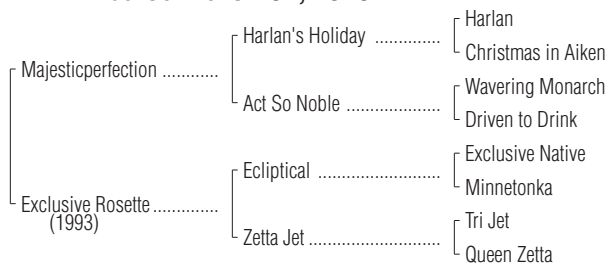 Harlan
Harlan's Holiday ..............
Christmas in Aiken
Majesticperfection ............
Wavering Monarch
Act So Noble .....................
Driven to Drink
Exclusive Native
Ecliptical ...........................
Minnetonka
Exclusive Rosette ..............
(1993)
Tri Jet
Zetta Jet .............................
Queen Zetta